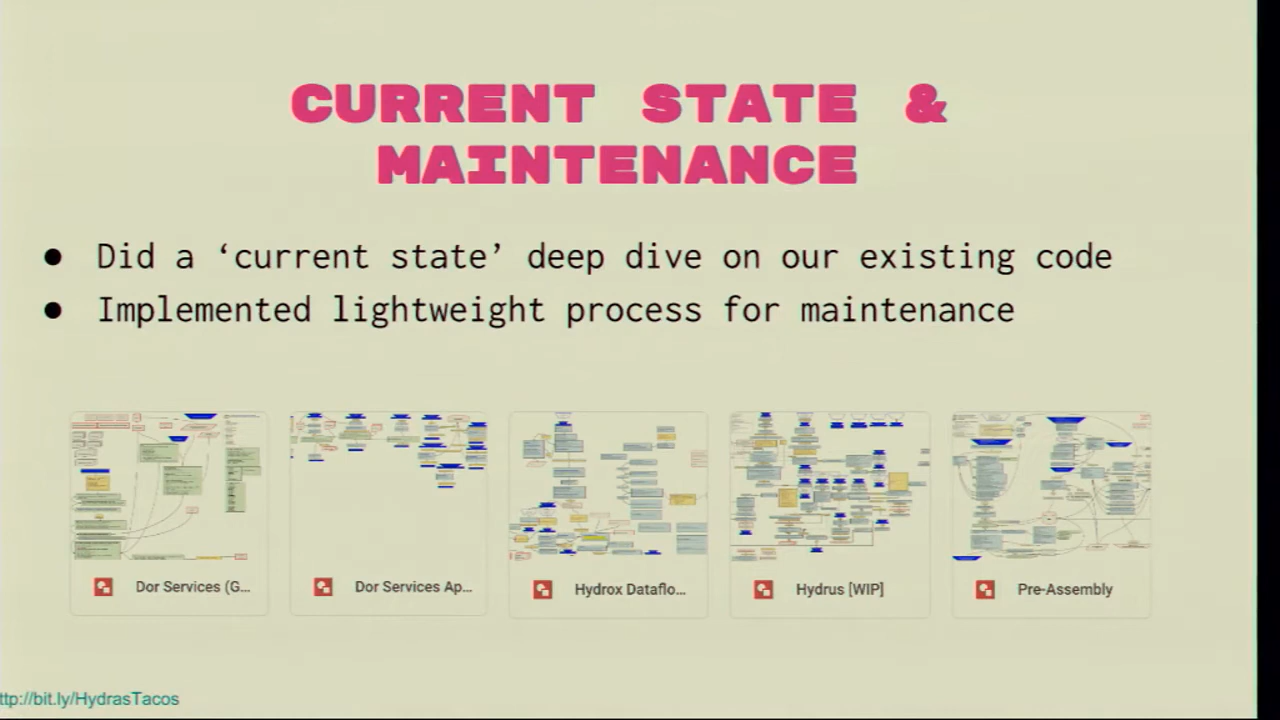 CURRENT STATE &
MAINTENANCE
● Did a ‘current state’ deep dive on our existing code
● Implemented lightweight process for maintenance
Dor Services (G...
Dor Services Ap...
Hydrox Dataflo...
Hydrus [WIP]
Pre-Assembly
ttp://bit.ly/HydrasTacos